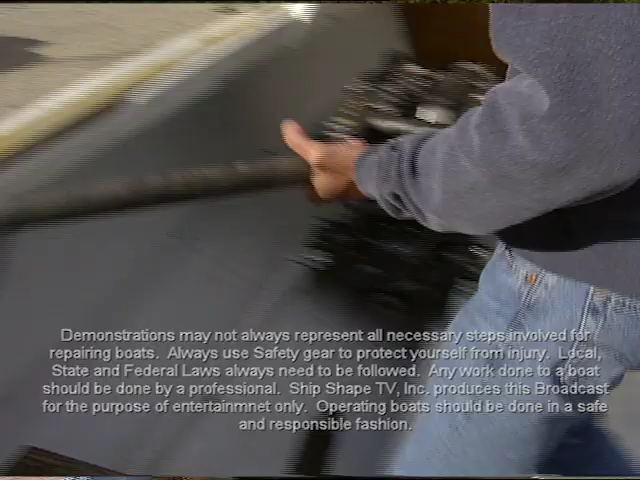 Demonstrations may not always represent all necessary steps involved for
repairing boats.  Always use Safety gear to protect yourself from injury.  Local,
State and Federal Laws always need to be followed.  Any work done to a boat
should be done by a professional.  Ship Shape TV, Inc. produces this Broadcast
for the purpose of entertainmnet only.  Operating boats should be done in a safe
and responsible fashion.